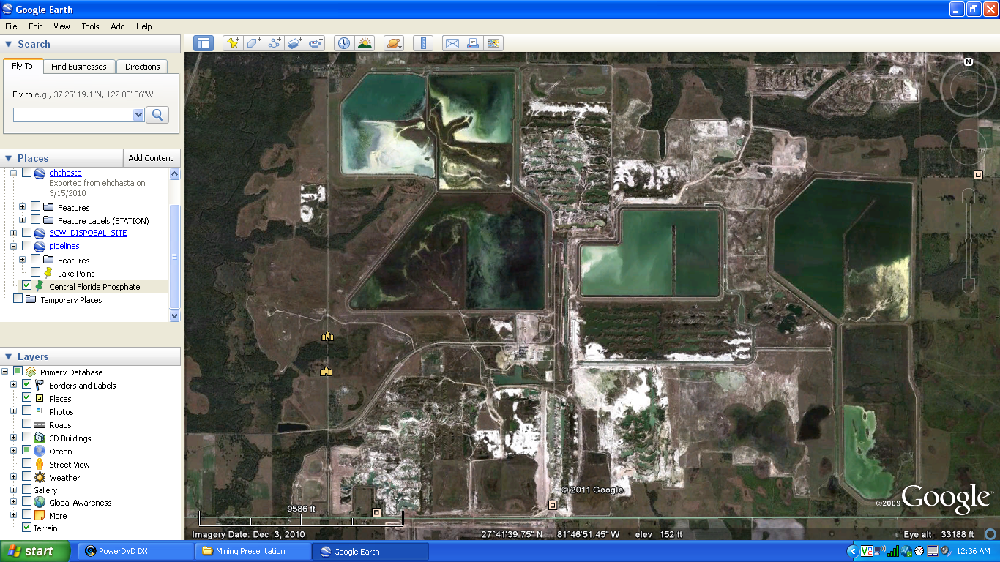 Google Earth
File Edit View Tools Add Help
Search
Fly To Find Businesses Directions
Fly to e.g., 37 25' 19.1"N, 122 05' 06"W
Places Add Content
ehchasta
Exported from ehchasta on
3/15/2010
Features
Feature Labels (STATION)
SCW_DISPOSAL_SITE
pipelines
Features
Lake Point
Central Florida Phosphate
Temporary Places
Layers
Primary Database
Borders and Labels
Places
Photos
Roads
3D Buildings
Ocean
Street View
Weather
Gallery
Global Awareness
More
Terrain
N
© 2011 Google
©2009 Google
9586 ft
Imagery Date: Dec 3, 2010 27°41'39.75" N 81°46'51.45" W elev 152 ft Eye alt 33188 ft
start PowerDVD DX Mining Presentation Google Earth 12:36 AM